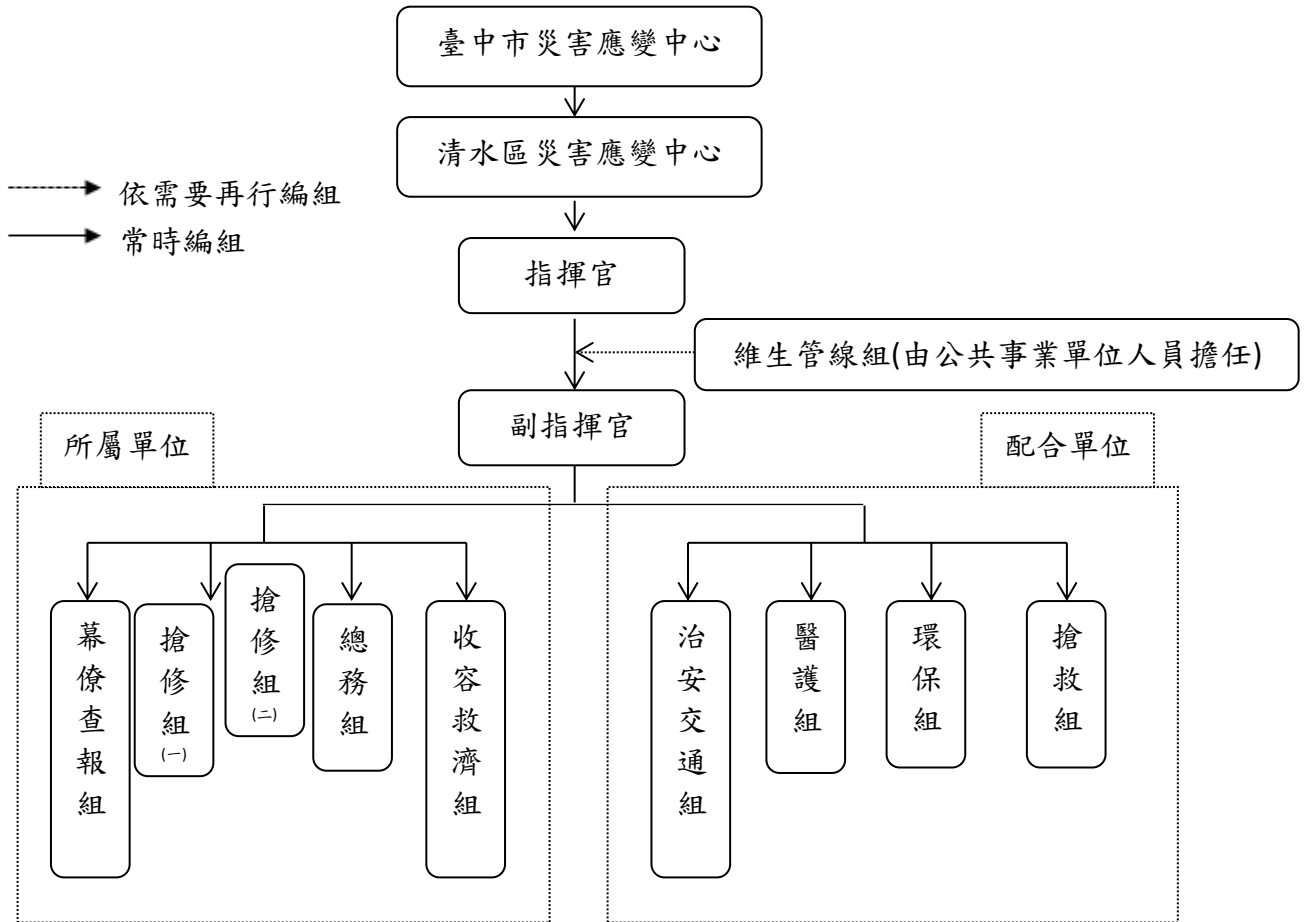 臺中市災害應變中心
清水區災害應變中心
依需要再行編組
常時編組
指揮官
維生管線組(由公共事業單位人員擔任)
副指揮官
所屬單位
配合單位
幕僚查報組
搶修組(一)
搶修組(二)
總務組
收容救濟組
治安交通組
醫護組
環保組
搶救組